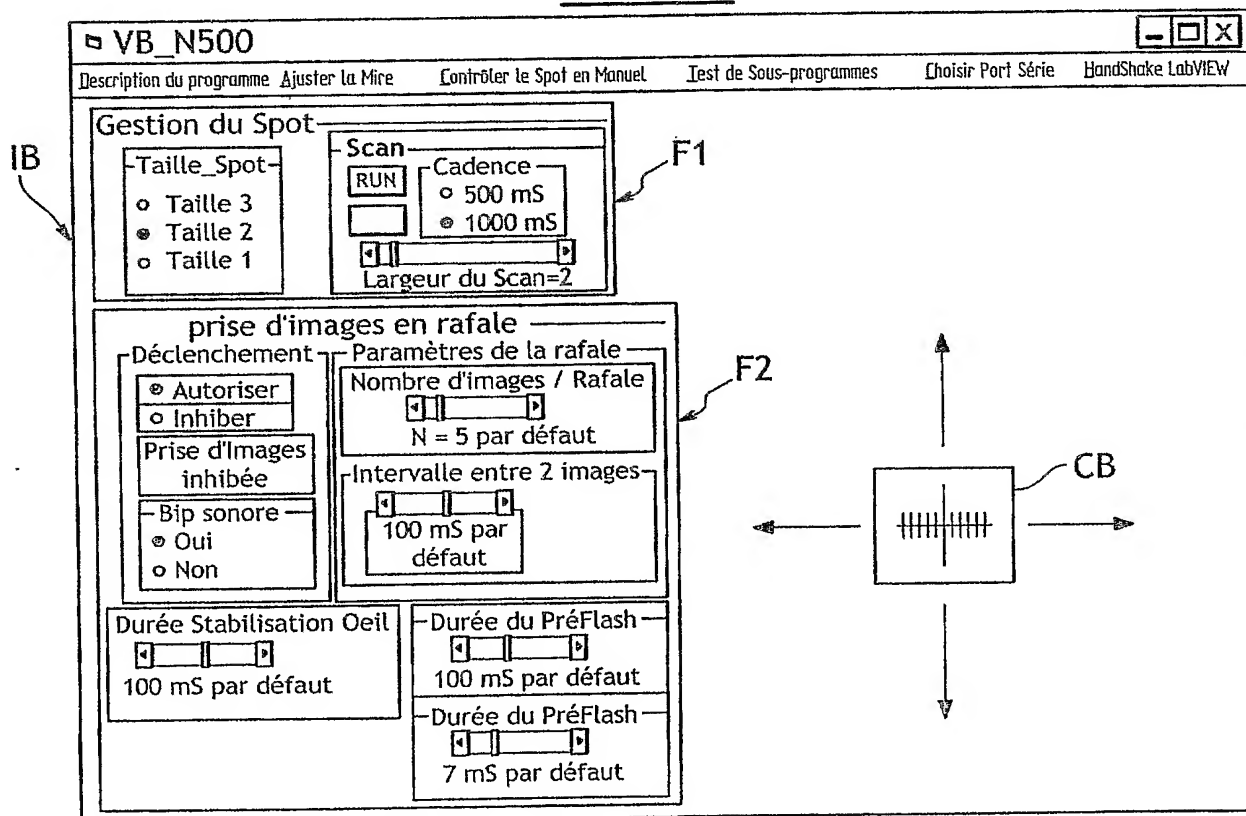 VB_N500
Description du programme Ajuster la Mire Contrôler le Spot en Manuel Test de Sous-programmes Choisir Port Série HandShake LabVIEW
IB
Gestion du Spot
Taille_Spot
Taille 3
Taille 2
Taille 1
Scan
RUN
Cadence
500 mS
1000 mS
Largeur du Scan=2
F1
prise d'images en rafale
Déclenchement
Autoriser
Inhiber
Prise d'Images
inhibée
Bip sonore
Oui
Non
Paramètres de la rafale
Nombre d'images / Rafale
N = 5 par défaut
Intervalle entre 2 images
100 mS par
défaut
F2
Durée Stabilisation Oeil
100 mS par défaut
Durée du PréFlash
100 mS par défaut
Durée du PréFlash
7 mS par défaut
CB